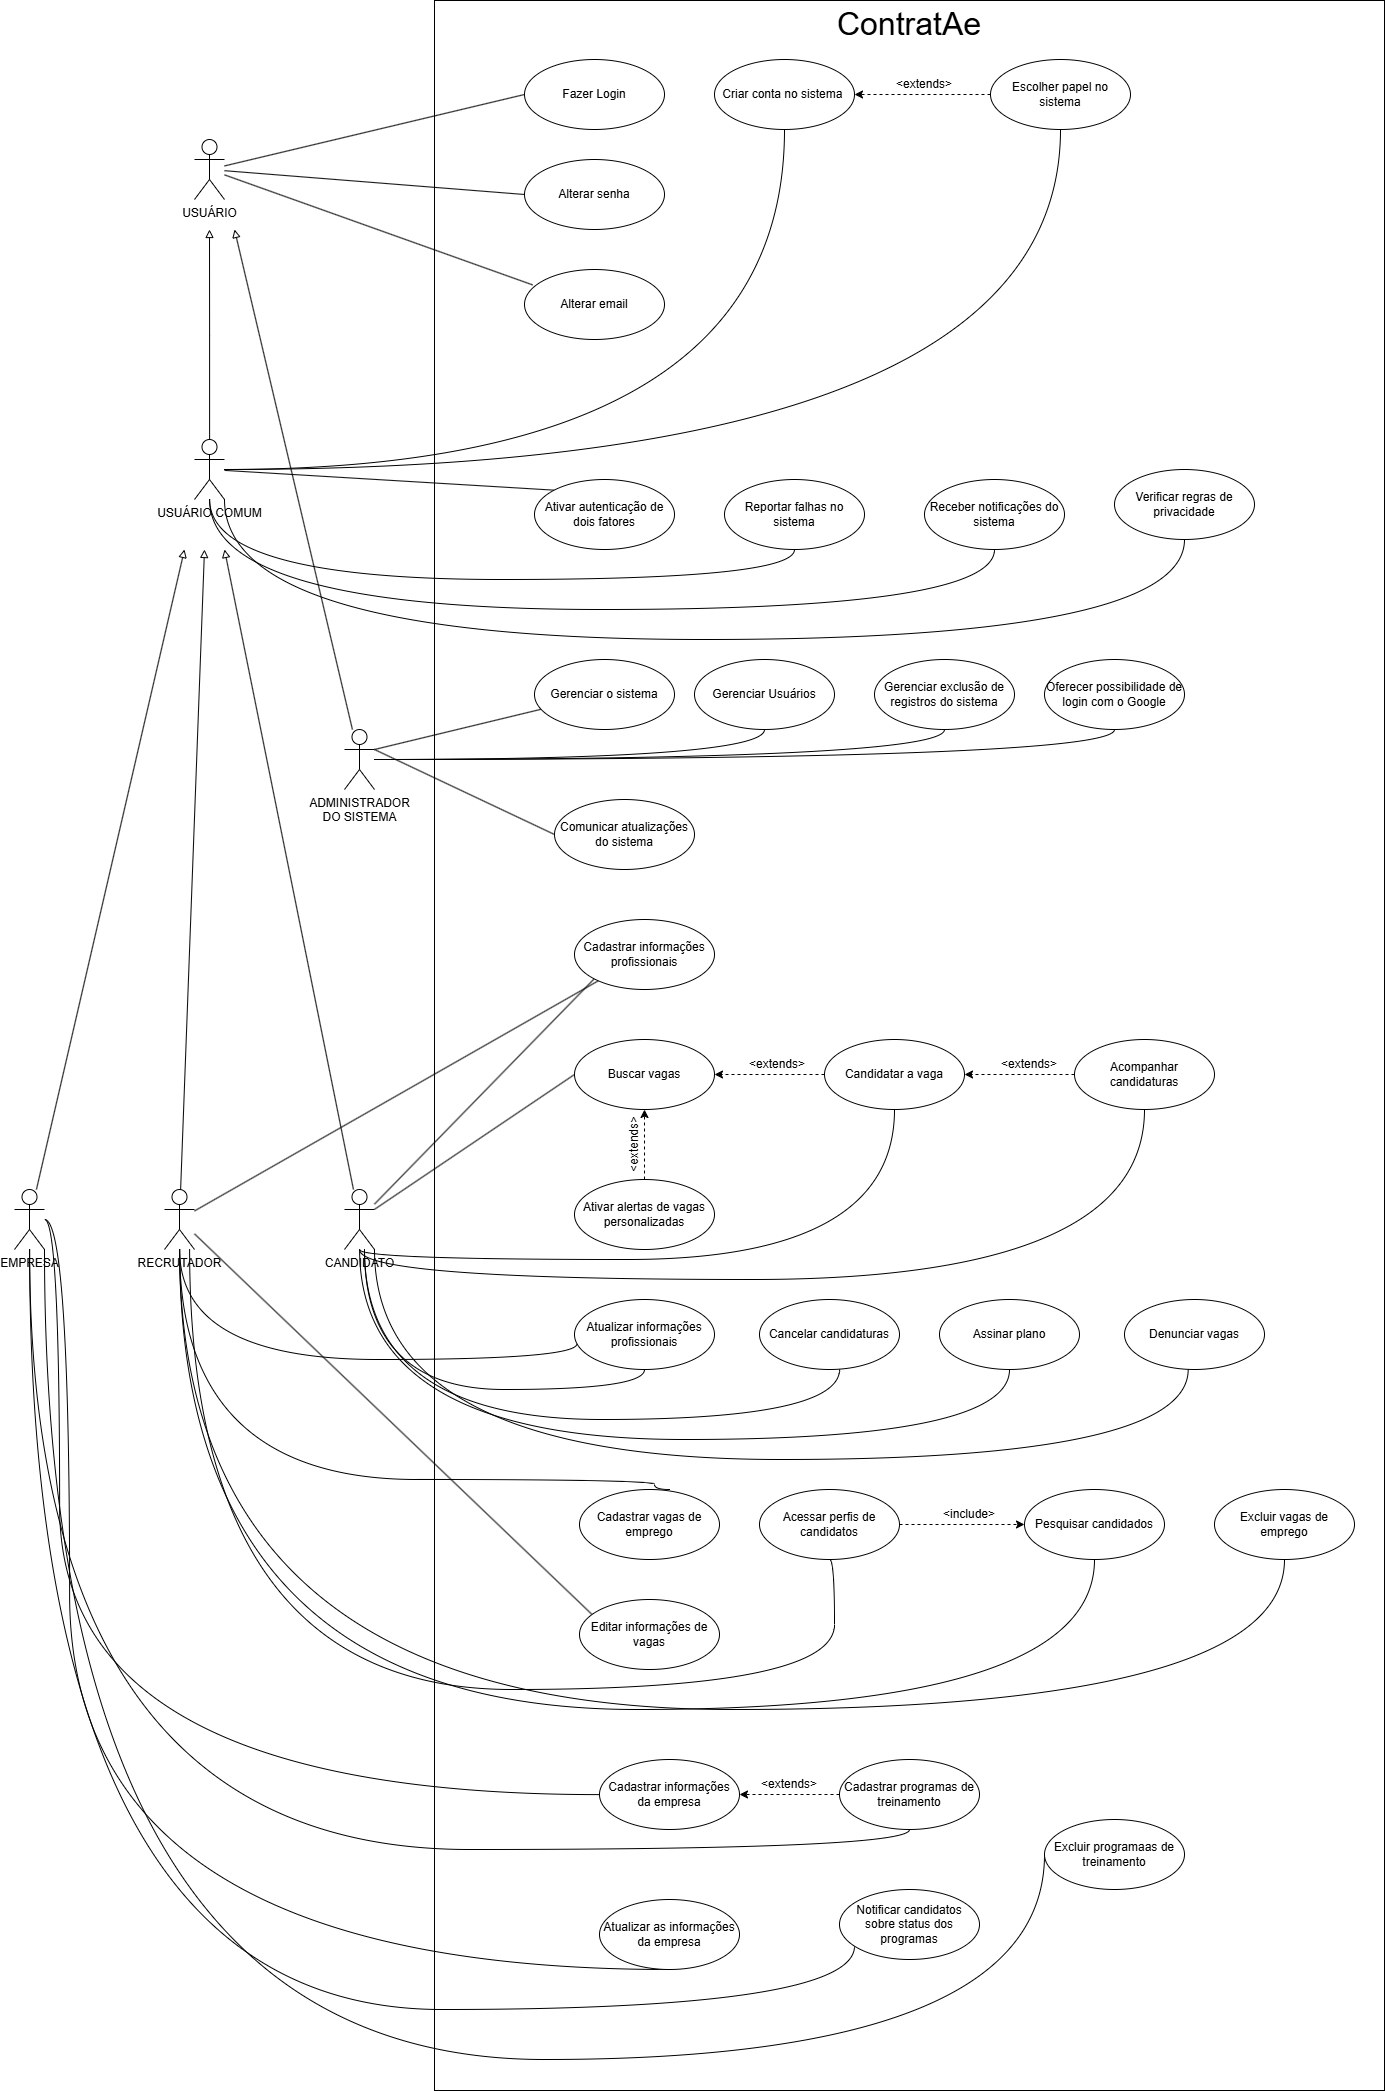 ContratAe
Fazer Login
Criar conta no sistema
<extends>
Escolher papel no
sistema
USUÁRIO
Alterar senha
Alterar email
USUÁRIO COMUM
Ativar autenticação de
dois fatores
Reportar falhas no
sistema
Receber notificações do
sistema
Verificar regras de
privacidade
Gerenciar o sistema
Gerenciar Usuários
Gerenciar exclusão de
registros do sistema
Oferecer possibilidade de
login com o Google
ADMINISTRADOR
DO SISTEMA
Comunicar atualizações
do sistema
Cadastrar informações
profissionais
Buscar vagas
<extends>
Candidatar a vaga
<extends>
Acompanhar
candidaturas
<extends>
Ativar alertas de vagas
personalizadas
EMPRESA
RECRUTADOR
CANDIDATO
Atualizar informações
profissionais
Cancelar candidaturas
Assinar plano
Denunciar vagas
Cadastrar vagas de
emprego
Acessar perfis de
candidatos
<include>
Pesquisar candidados
Excluir vagas de
emprego
Editar informações de
vagas
Cadastrar informações
da empresa
<extends>
Cadastrar programas de
treinamento
Excluir programaas de
treinamento
Atualizar as informações
da empresa
Notificar candidatos
sobre status dos
programas